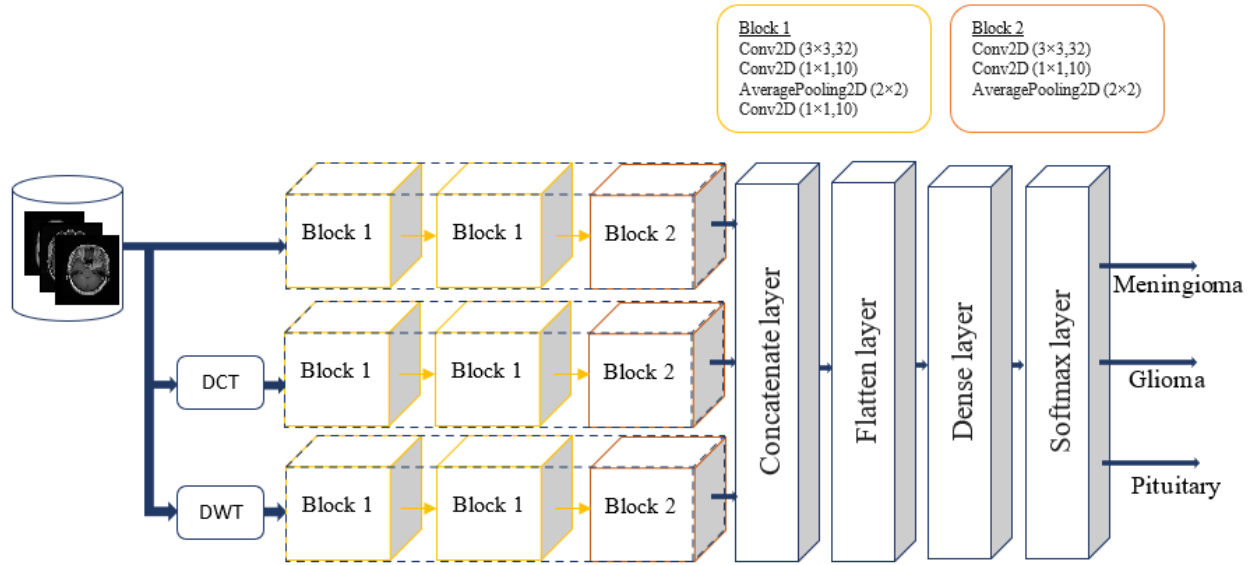 Block 1
Conv2D (3×3,32)
Conv2D (1×1,10)
AveragePooling2D (2×2)
Conv2D (1×1,10)
Block 2
Conv2D (3×3,32)
Conv2D (1×1,10)
AveragePooling2D (2×2)
Block 1
Block 1
Block 2
DCT
Block 1
Block 1
Block 2
DWT
Block 1
Block 1
Block 2
Concatenate layer
Flatten layer
Dense layer
Softmax layer
Meningioma
Glioma
Pituitary